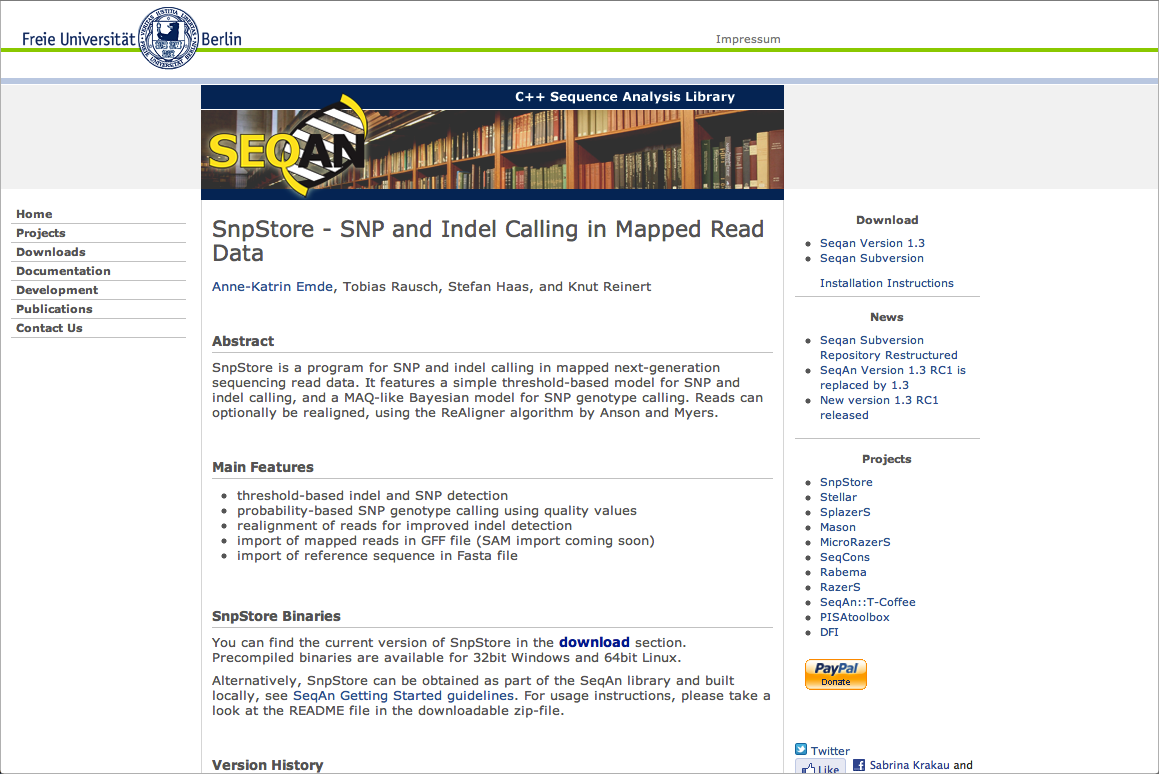 Freie Universität Berlin
Impressum
C++ Sequence Analysis Library
SEQAN
Home
Projects
Downloads
Documentation
Development
Publications
Contact Us
SnpStore - SNP and Indel Calling in Mapped Read
Data
Anne-Katrin Emde, Tobias Rausch, Stefan Haas, and Knut Reinert
Abstract
SnpStore is a program for SNP and indel calling in mapped next-generation
sequencing read data. It features a simple threshold-based model for SNP and
indel calling, and a MAQ-like Bayesian model for SNP genotype calling. Reads can
optionally be realigned, using the ReAligner algorithm by Anson and Myers.
Main Features
threshold-based indel and SNP detection
probability-based SNP genotype calling using quality values
realignment of reads for improved indel detection
import of mapped reads in GFF file (SAM import coming soon)
import of reference sequence in Fasta file
SnpStore Binaries
You can find the current version of SnpStore in the download section.
Precompiled binaries are available for 32bit Windows and 64bit Linux.
Alternatively, SnpStore can be obtained as part of the SeqAn library and built
locally, see SeqAn Getting Started guidelines. For usage instructions, please take a
look at the README file in the downloadable zip-file.
Version History
Download
Seqan Version 1.3
Seqan Subversion
Installation Instructions
News
Seqan Subversion
Repository Restructured
SeqAn Version 1.3 RC1 is
replaced by 1.3
New version 1.3 RC1
released
Projects
SnpStore
Stellar
SplazerS
Mason
MicroRazerS
SeqCons
Rabema
RazerS
SeqAn::T-Coffee
PISAtoolbox
DFI
PayPal
Donate
Twitter
Like Sabrina Krakau and